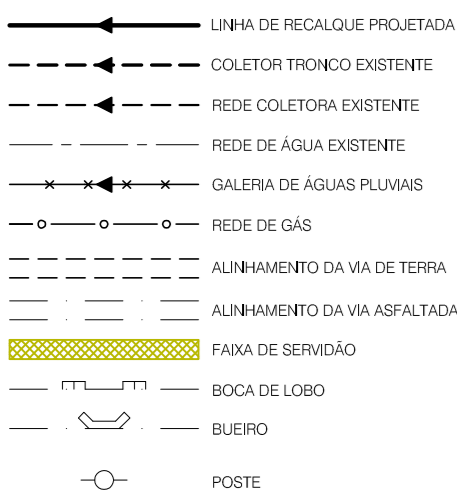 LINHA DE RECALQUE PROJETADA
COLETOR TRONCO EXISTENTE
REDE COLETORA EXISTENTE
REDE DE ÁGUA EXISTENTE
GALERIA DE ÁGUAS PLUVIAIS
REDE DE GÁS
ALINHAMENTO DA VIA DE TERRA
ALINHAMENTO DA VIA ASFALTADA
FAIXA DE SERVIDÃO
BOCA DE LOBO
BUEIRO
POSTE